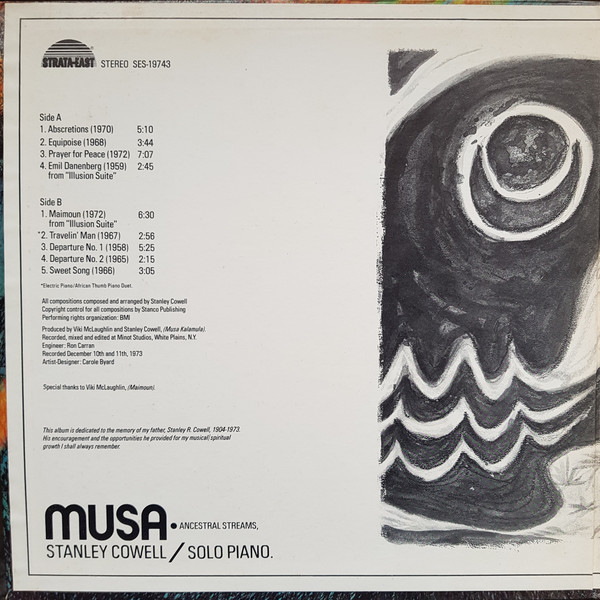 STRATA-EAST STEREO SES-19743
Side A
1. Abscretions (1970) 5:10
2. Equipoise (1968) 3:44
3. Prayer for Peace (1972) 7:07
4. Emil Danenberg (1959) 2:45
from "Illusion Suite"
Side B
1. Maimoun (1972) 6:30
from "Illusion Suite"
*2. Travelin' Man (1967) 2:56
3. Departure No. 1 (1958) 5:25
4. Departure No. 2 (1965) 2:15
5. Sweet Song (1966) 3:05
*Electric Piano/African Thumb Piano Duet.
All compositions composed and arranged by Stanley Cowell
Copyright control for all compositions by Stanco Publishing
Performing rights organization: BMI
Produced by Viki McLaughlin and Stanley Cowell, (Musa Kalamula).
Recorded, mixed and edited at Minot Studios, White Plains, N.Y.
Engineer: Ron Carran
Recorded December 10th and 11th, 1973
Artist-Designer: Carole Byard
Special thanks to Viki McLaughlin, (Maimoun)
This album is dedicated to the memory of my father, Stanley R. Cowell, 1904-1973.
His encouragement and the opportunities he provided for my musical/spiritual
growth I shall always remember.
MUSA • ANCESTRAL STREAMS,
STANLEY COWELL / SOLO PIANO.